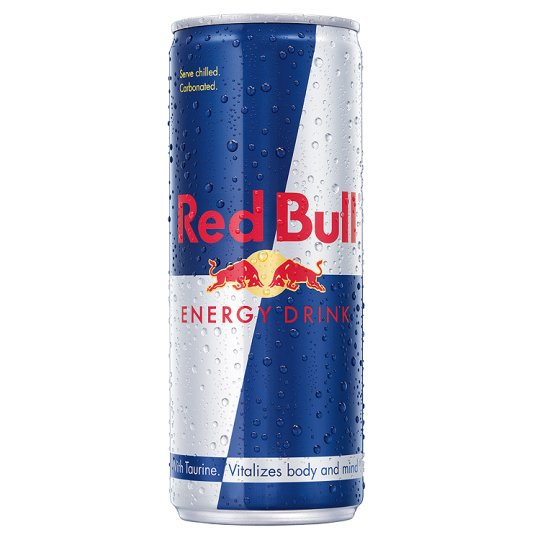 Serve chilled.
Carbonated.
Red Bull
ENERGY DRINK
With Taurine. Vitalizes body and mind